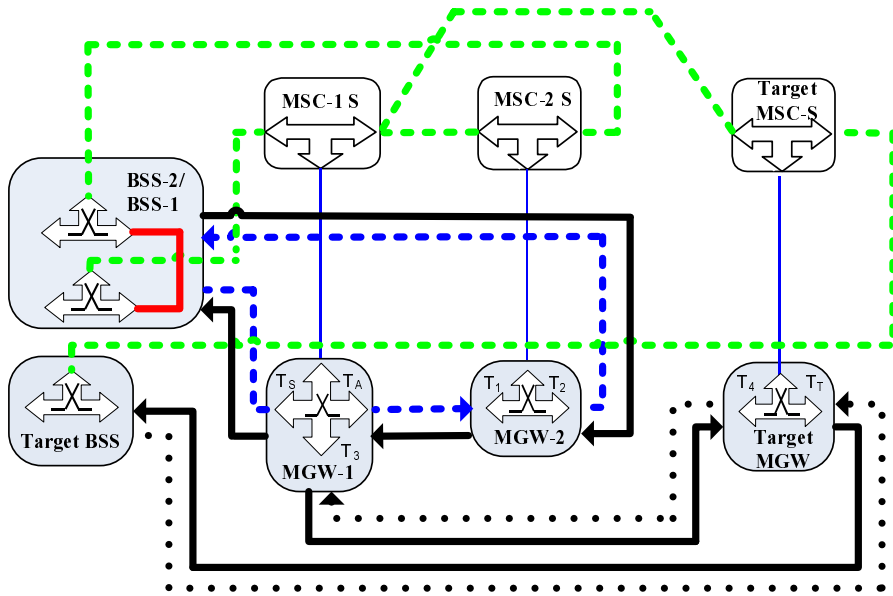 MSC-1 S
MSC-2 S
Target
MSC-S
BSS-2/
BSS-1
Target BSS
TS
TA
T3
MGW-1
T1
T2
MGW-2
T4
TT
Target
MGW